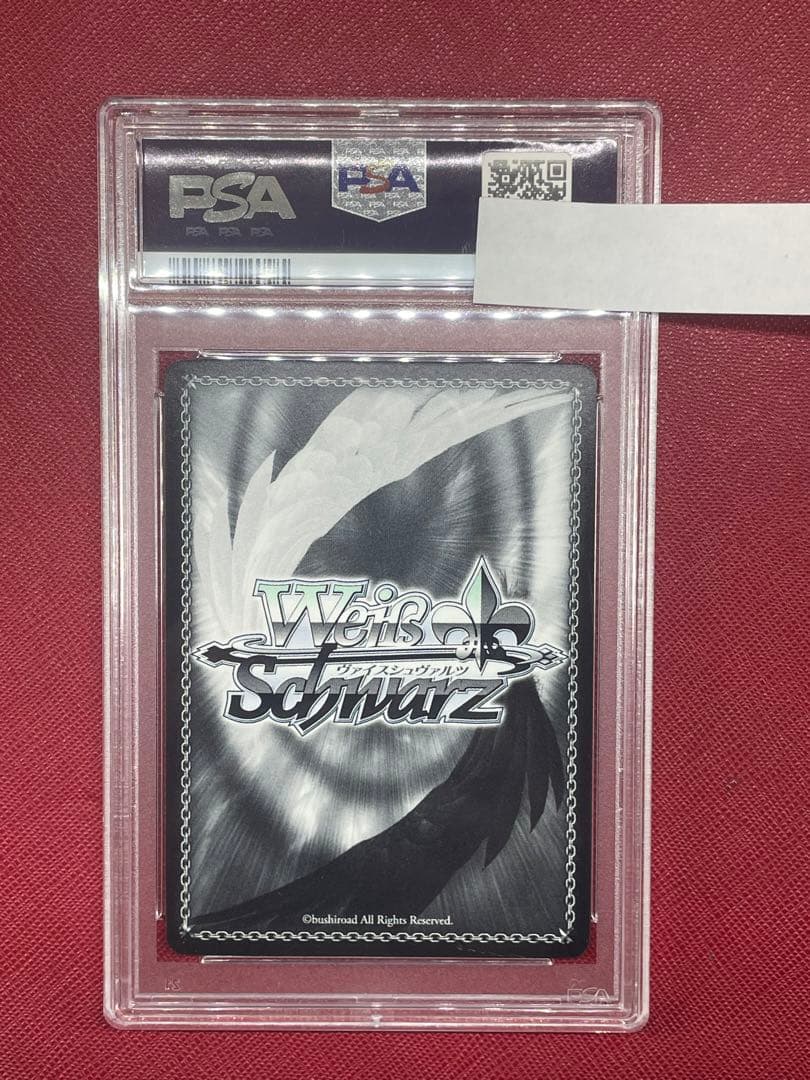 PSA
PSA PSA PSA
PSA
Weiß
ヴァイスシュヴァルツ
Schwarz
©bushiroad All Rights Reserved.
PSA